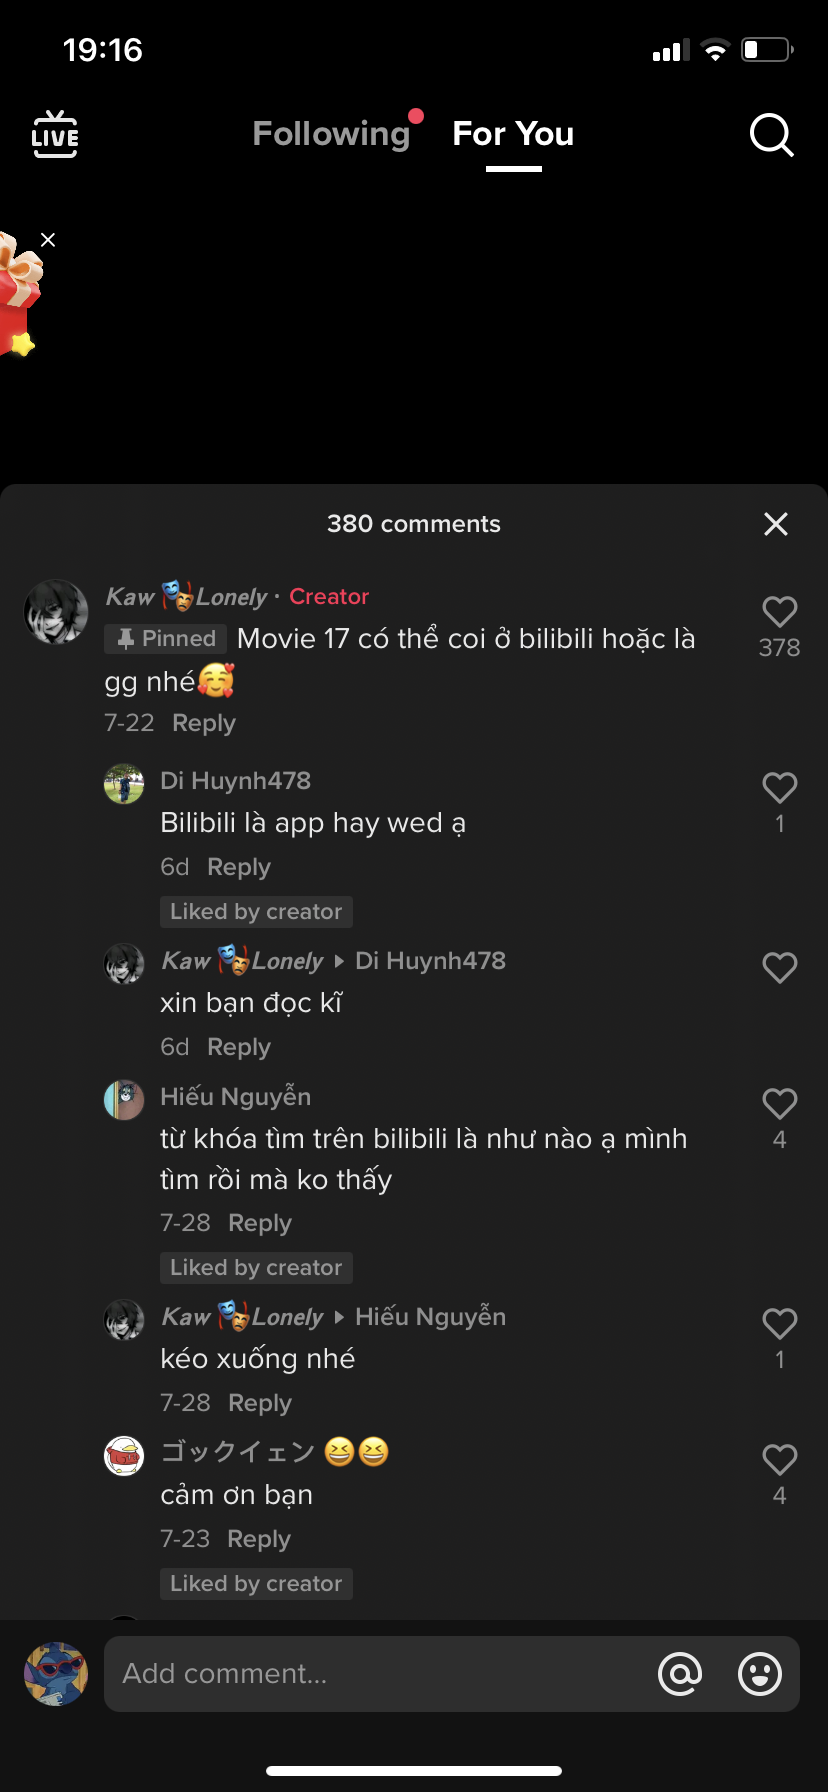 19:16
LIVE
Following
For You
380 comments
Kaw 🎭Lonely · Creator
Pinned Movie 17 có thể coi ở bilibili hoặc là
gg nhé🥰
378
7-22 Reply
Di Huynh478
Bilibili là app hay wed ạ
1
6d Reply
Liked by creator
Kaw 🎭Lonely ▸ Di Huynh478
xin bạn đọc kĩ
6d Reply
Hiếu Nguyễn
từ khóa tìm trên bilibili là như nào ạ mình
tìm rồi mà ko thấy
4
7-28 Reply
Liked by creator
Kaw 🎭Lonely ▸ Hiếu Nguyễn
kéo xuống nhé
1
7-28 Reply
ゴックイェン 😆😆
cảm ơn bạn
4
7-23 Reply
Liked by creator
Add comment...